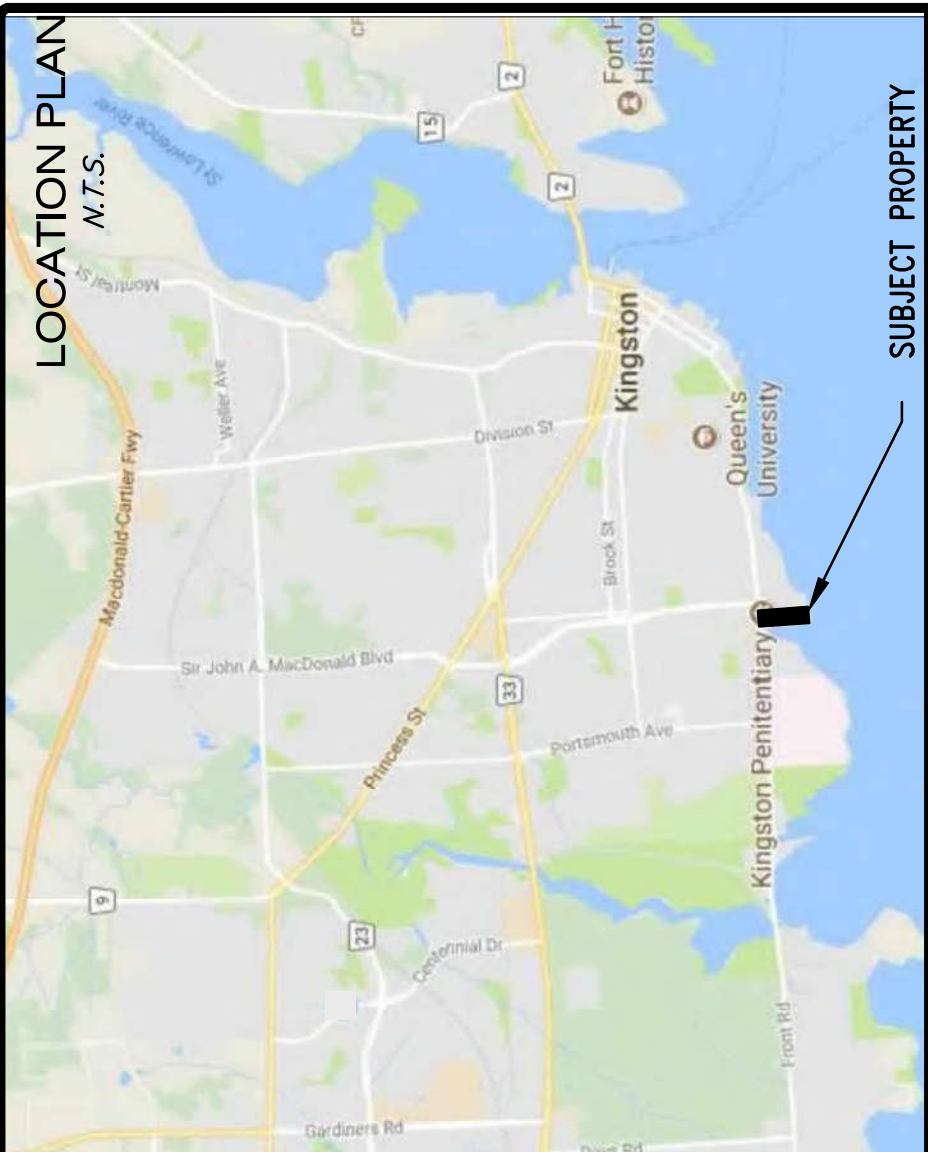 LOCATION PLAN
N.T.S.
St Lawrence River
15
2
2
Fort H
Histor
CF
Montreal St
Weller Ave
Macdonald-Cartier Fwy
Division St
Kingston
Queen's
University
Brock St
Sir John A. MacDonald Blvd
33
Princess St
Portsmouth Ave
Kingston Penitentiary
9
23
Centennial Dr
Front Rd
Gardiners Rd
SUBJECT PROPERTY